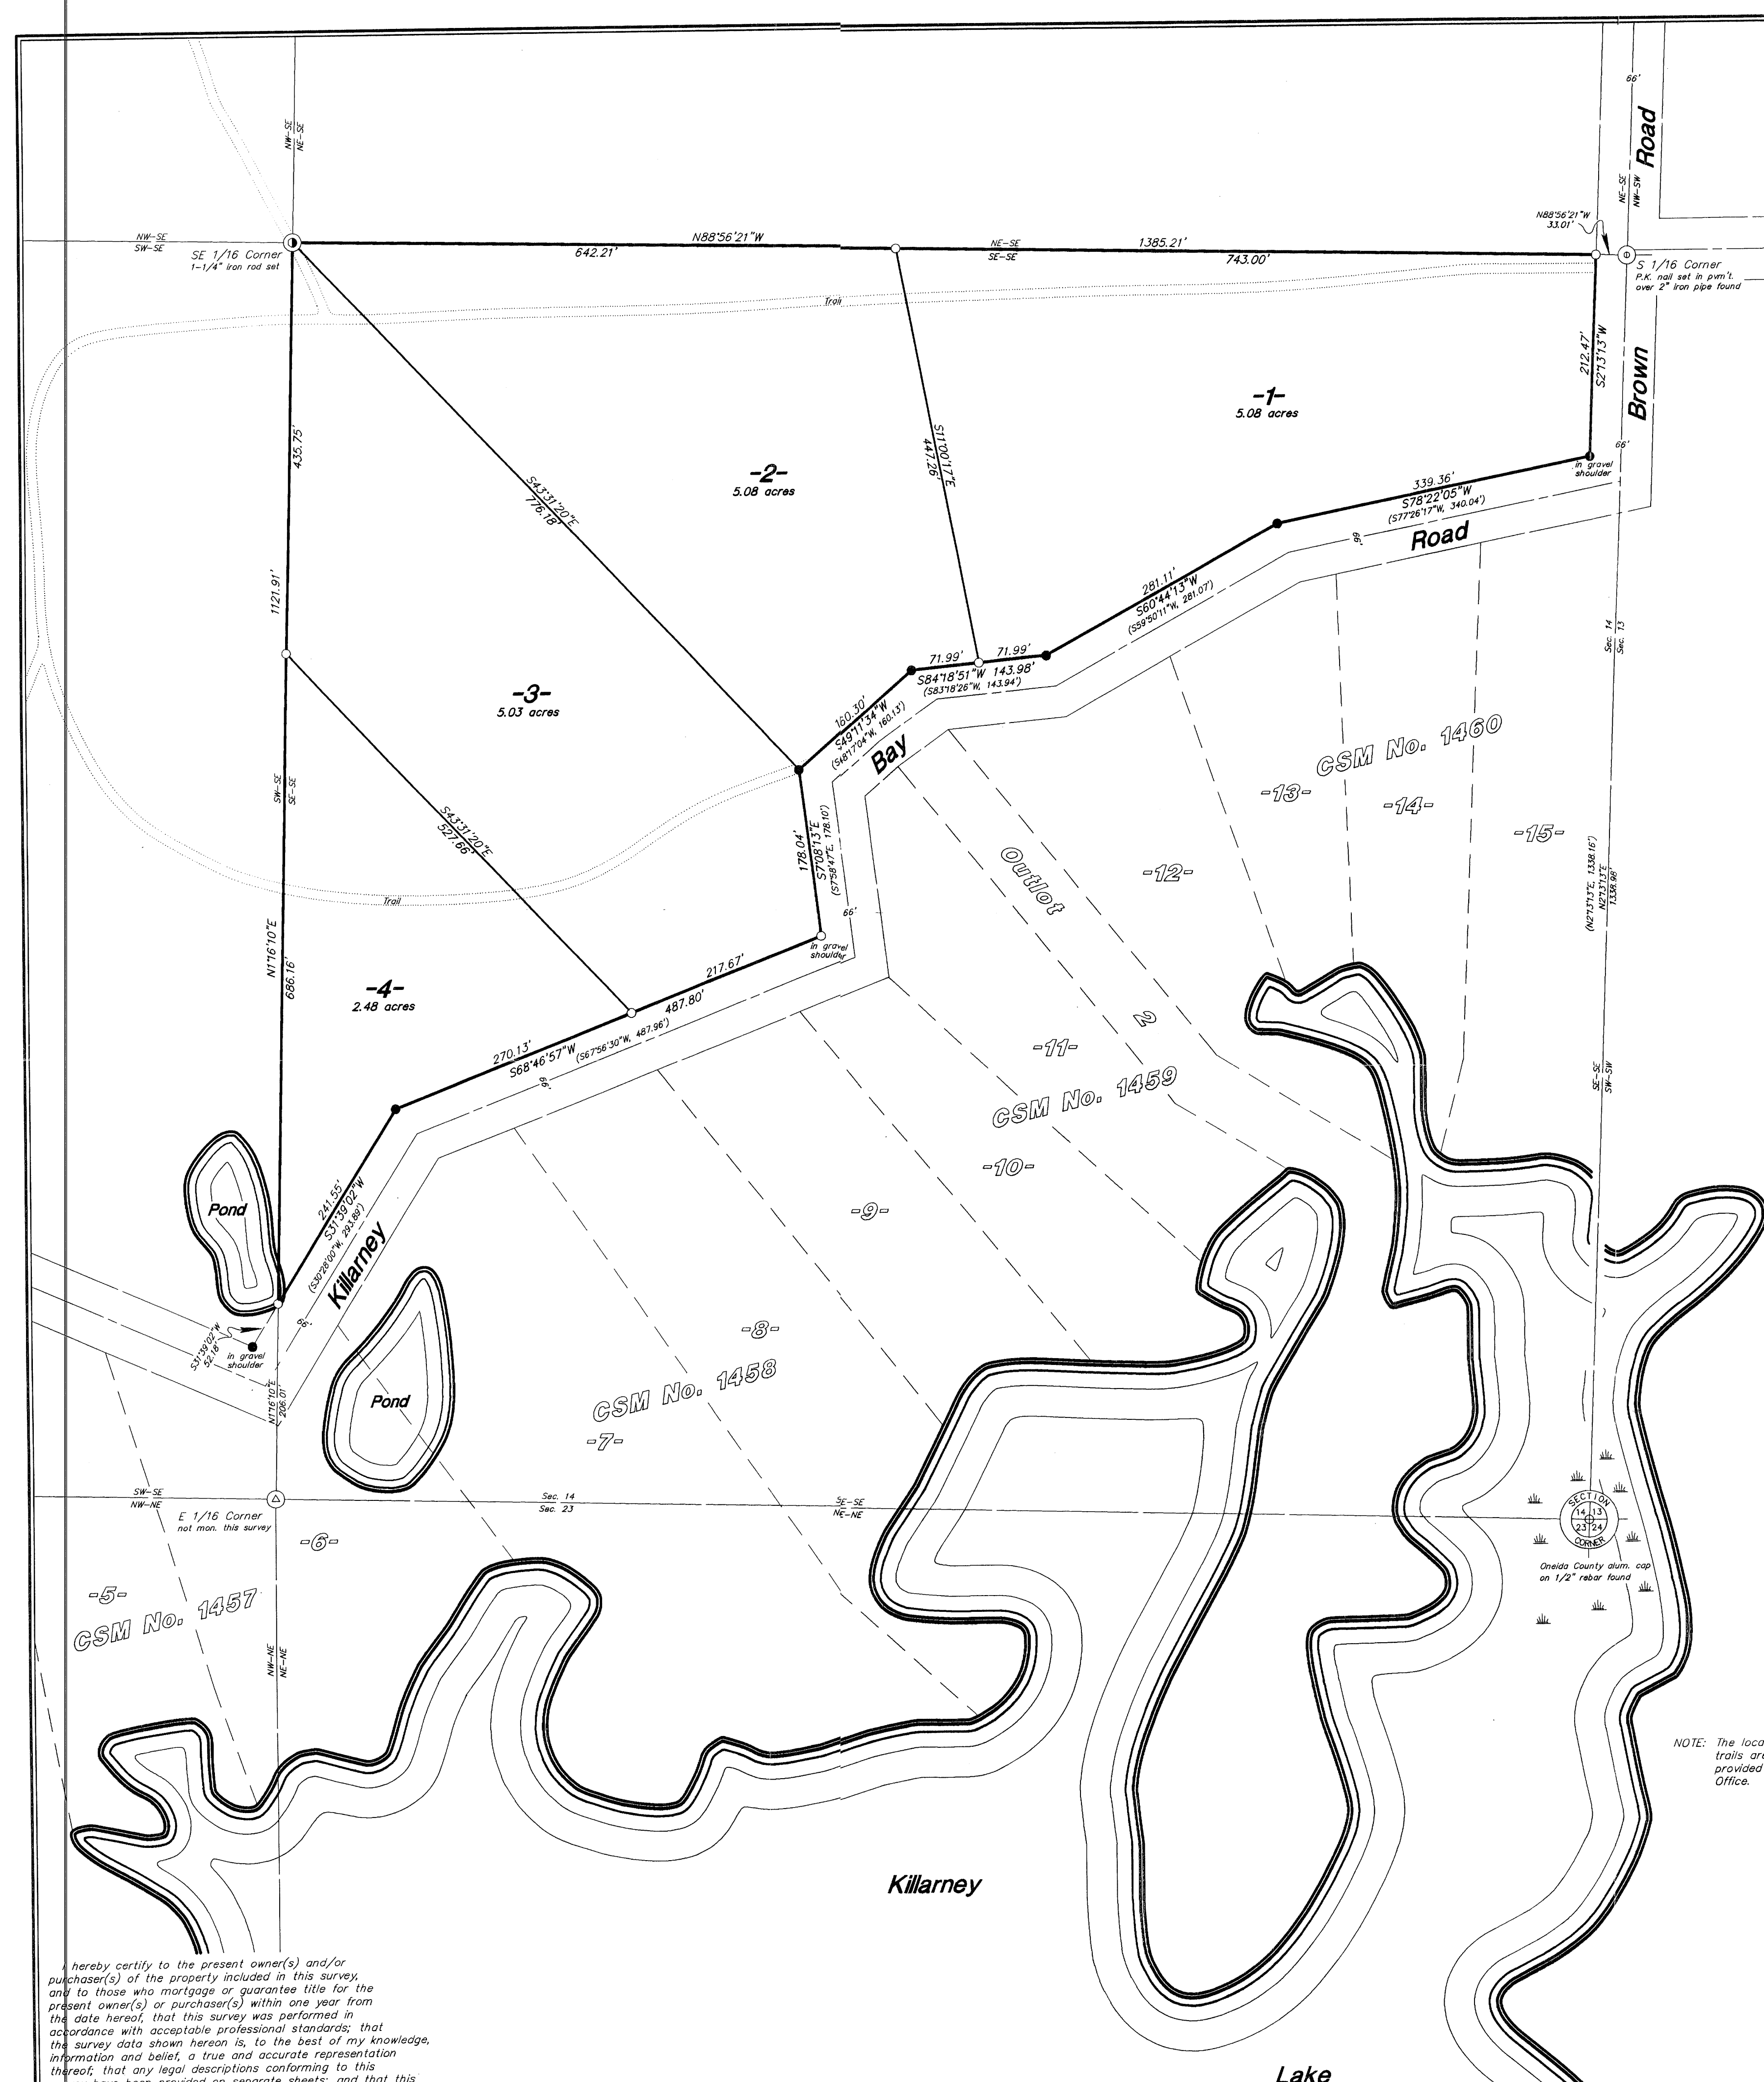 66'
Road
NW-SE
NE-SE
NE-SE
NW-SW
N88°56'21"W
33.01'
NW-SE
SW-SE
N88°56'21"W
642.21'
NE-SE
SE-SE
1385.21'
743.00'
SE 1/16 Corner
1-1/4" iron rod set
S 1/16 Corner
P.K. nail set in pvm't.
over 2" iron pipe found
Trail
212.47'
S2°13'13"W
Brown
-1-
5.08 acres
435.75'
S11°00'17"E
447.26'
66'
in gravel
shoulder
-2-
5.08 acres
S43°31'20"E
776.18'
339.36'
S78°22'05"W
(S77°26'17"W, 340.04')
66'
Road
281.11'
S60°44'13"W
(S59°50'11"W, 281.07')
1121.91'
Sec. 14
Sec. 13
71.99'
71.99'
S84°18'51"W 143.98'
(S83°18'26"W, 143.94')
-3-
5.03 acres
160.30'
S49°11'34"W
(S48°17'04"W, 160.13')
Bay
CSM No. 1460
-13-
-14-
-15-
SW-SE
SE-SE
S43°31'20"E
527.66'
178.04'
S7°08'13"E
(S7°58'47"E, 178.10')
Outlot
-12-
(N2°13'13"E, 1338.16')
N2°13'13"E
1338.98'
Trail
66'
in gravel
shoulder
N1°16'10"E
686.16'
217.67'
487.80'
-4-
2.48 acres
2
270.13'
S68°46'57"W
(S67°56'30"W, 487.96')
66'
-11-
CSM No. 1459
SE-SE
SW-SW
-10-
Pond
241.55'
S31°39'02"W
(S30°28'00"W, 293.89')
Killarney
-9-
66'
S31°39'02"W
52.18'
in gravel
shoulder
-8-
N1°16'10"E
206.01'
Pond
CSM No. 1458
-7-
SW-SE
NW-NE
Sec. 14
Sec. 23
SE-SE
NE-NE
E 1/16 Corner
not mon. this survey
SECTION
14 13
23 24
CORNER
Oneida County alum. cap
on 1/2" rebar found
-6-
-5-
CSM No. 1457
NW-NE
NE-NE
NOTE: The loca
trails are
provided
Office.
Killarney
I hereby certify to the present owner(s) and/or
purchaser(s) of the property included in this survey,
and to those who mortgage or guarantee title for the
present owner(s) or purchaser(s) within one year from
the date hereof, that this survey was performed in
accordance with acceptable professional standards; that
the survey data shown hereon is, to the best of my knowledge,
information and belief, a true and accurate representation
thereof; that any legal descriptions conforming to this
have been provided on separate sheets; and that this
Lake